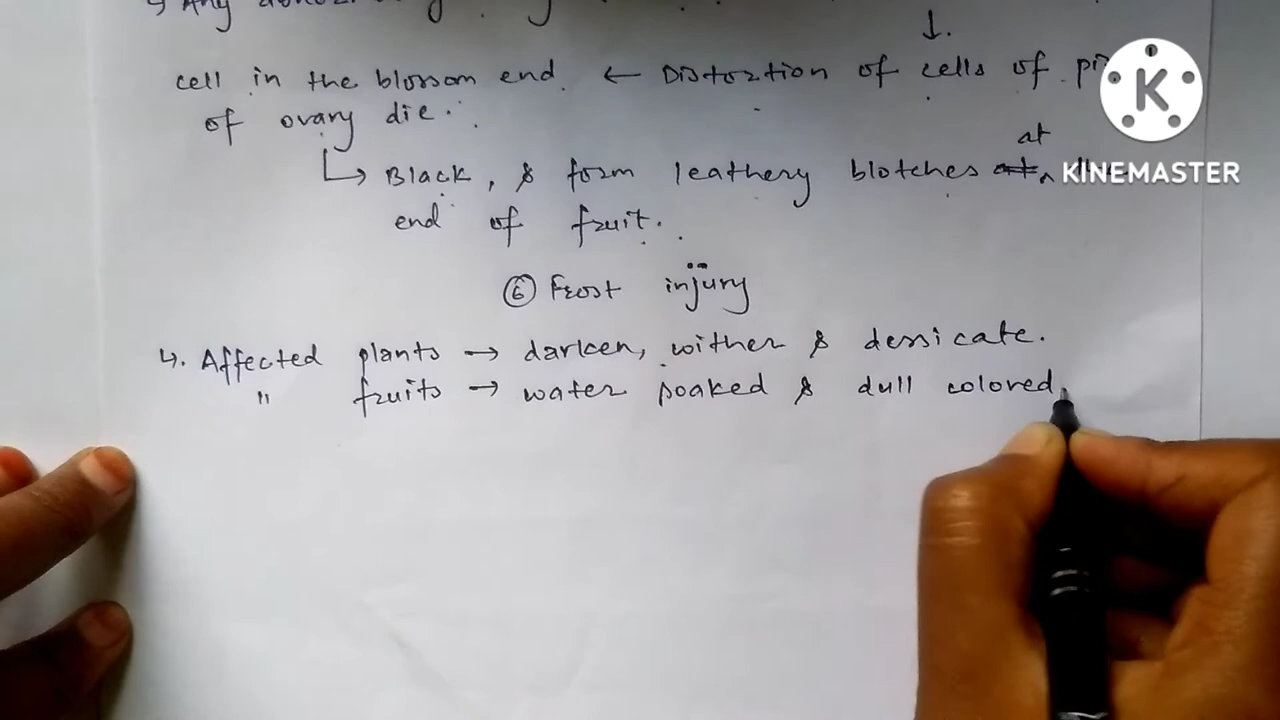 ↳ Any
↓.
cell in the blossom end. ← Distortion of cells of
of ovary die.
at
↳ Black, & form leathery blotches
end of fruit.
⑥ Frost injury
↳. Affected plants → darken, wither & dessicate.
" fruits → water soaked & dull colored.
K
KINEMASTER